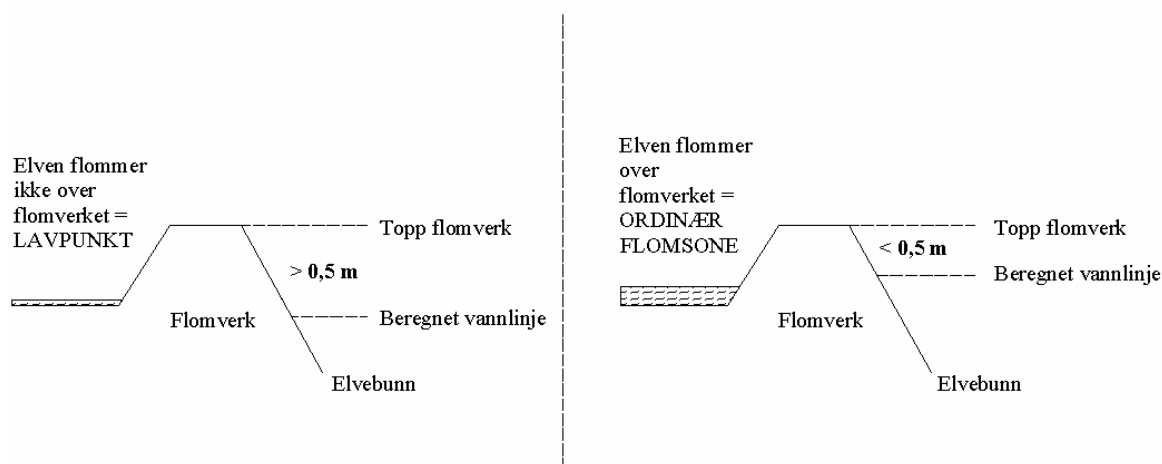 Elven flommer
ikke over
flomverket =
LAVPUNKT
Topp flomverk
> 0,5 m
Flomverk
Beregnet vannlinje
Elvebunn
Elven flommer
over
flomverket =
ORDINÆR
FLOMSONE
Topp flomverk
< 0,5 m
Beregnet vannlinje
Flomverk
Elvebunn